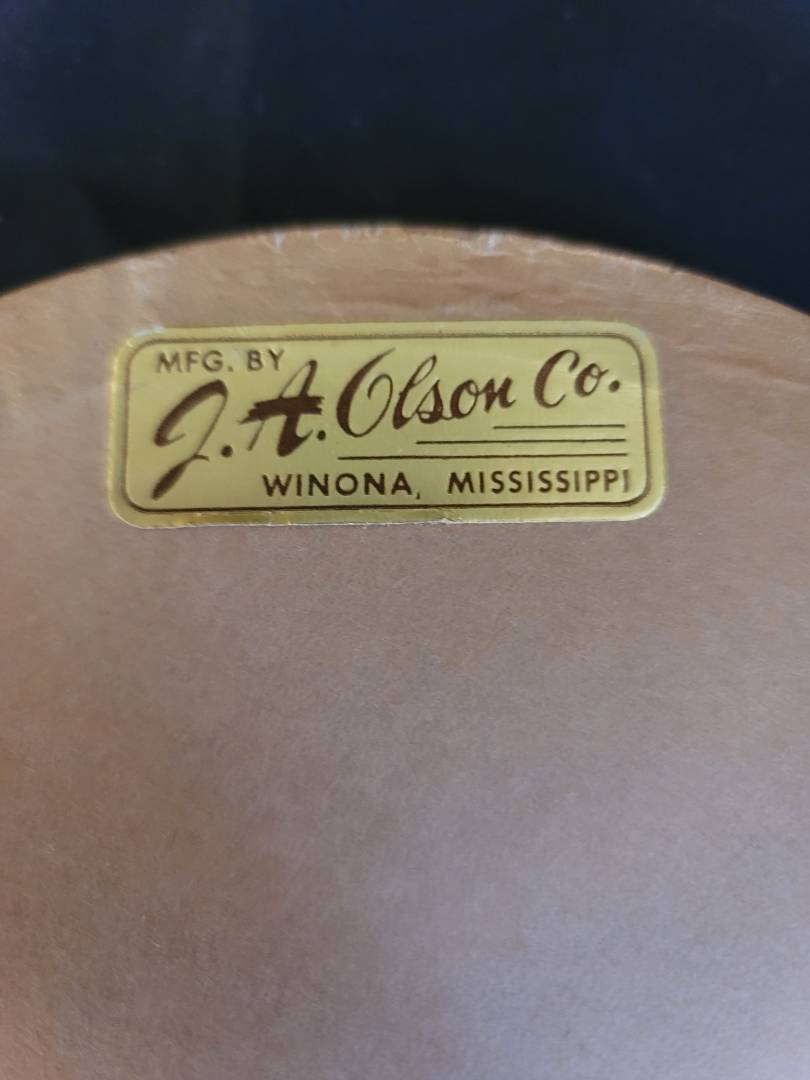 MFG. BY
J. A. Olson Co.
WINONA, MISSISSIPPI